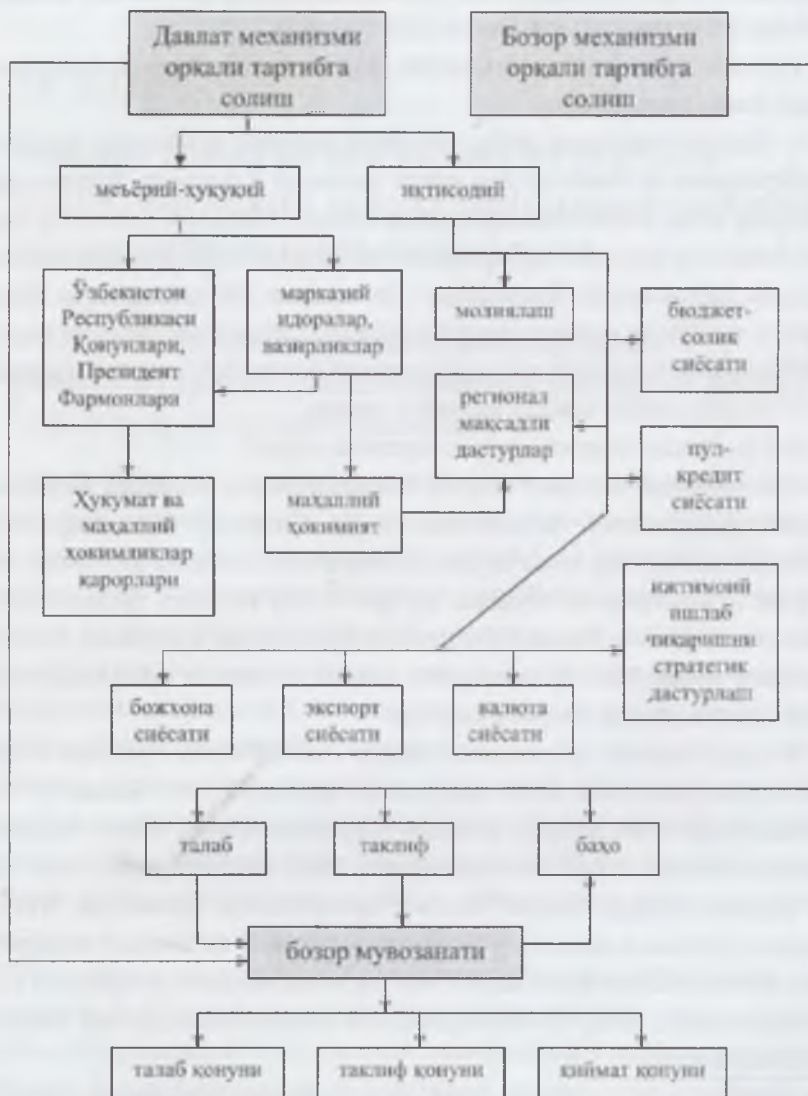 Давлат механизми
орқали тартибга
солиш
Бозор механизми
орқали тартибга
солиш
меъёрий-ҳуқуқий
иқтисодий
Ўзбекистон
Республикаси
Қонунлари,
Президент
Фармонлари
марказий
идоралар,
вазирликлар
молиялаш
бюджет-
солик
сиёсати
регионал
мақсадли
дастурлар
пул-
кредит
сиёсати
Ҳукумат ва
маҳаллий
ҳокимликлар
қарорлари
маҳаллий
ҳокимият
ижтимоий
ишлаб
чиқаришни
стратегик
дастурлаш
божхона
сиёсати
экспорт
сиёсати
валюта
сиёсати
талаб
таклиф
баҳо
бозор мувозанати
талаб қонуни
таклиф қонуни
қиймат қонуни